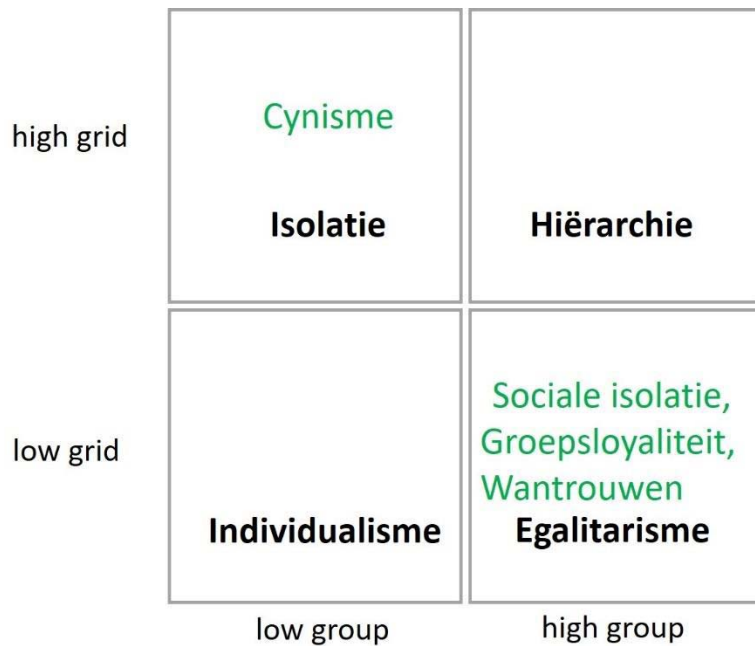 high grid
Cynisme
Isolatie
Hiërarchie
low grid
Individualisme
Sociale isolatie,
Groepsloyaliteit,
Wantrouwen
Egalitarisme
low group
high group